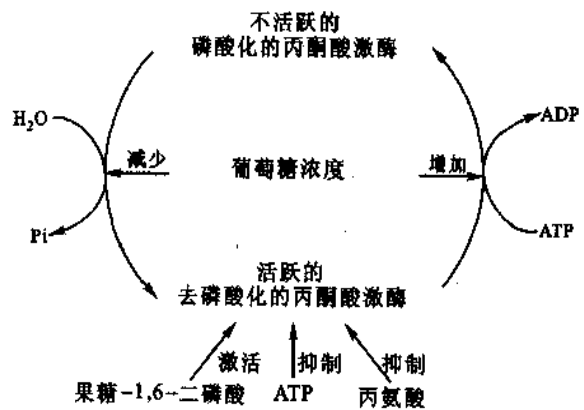 不活跃的
磷酸化的丙酮酸激酶
H₂O
ADP
减少
葡萄糖浓度
增加
Pi
ATP
活跃的
去磷酸化的丙酮酸激酶
激活
抑制
抑制
果糖-1,6-二磷酸
ATP
丙氨酸